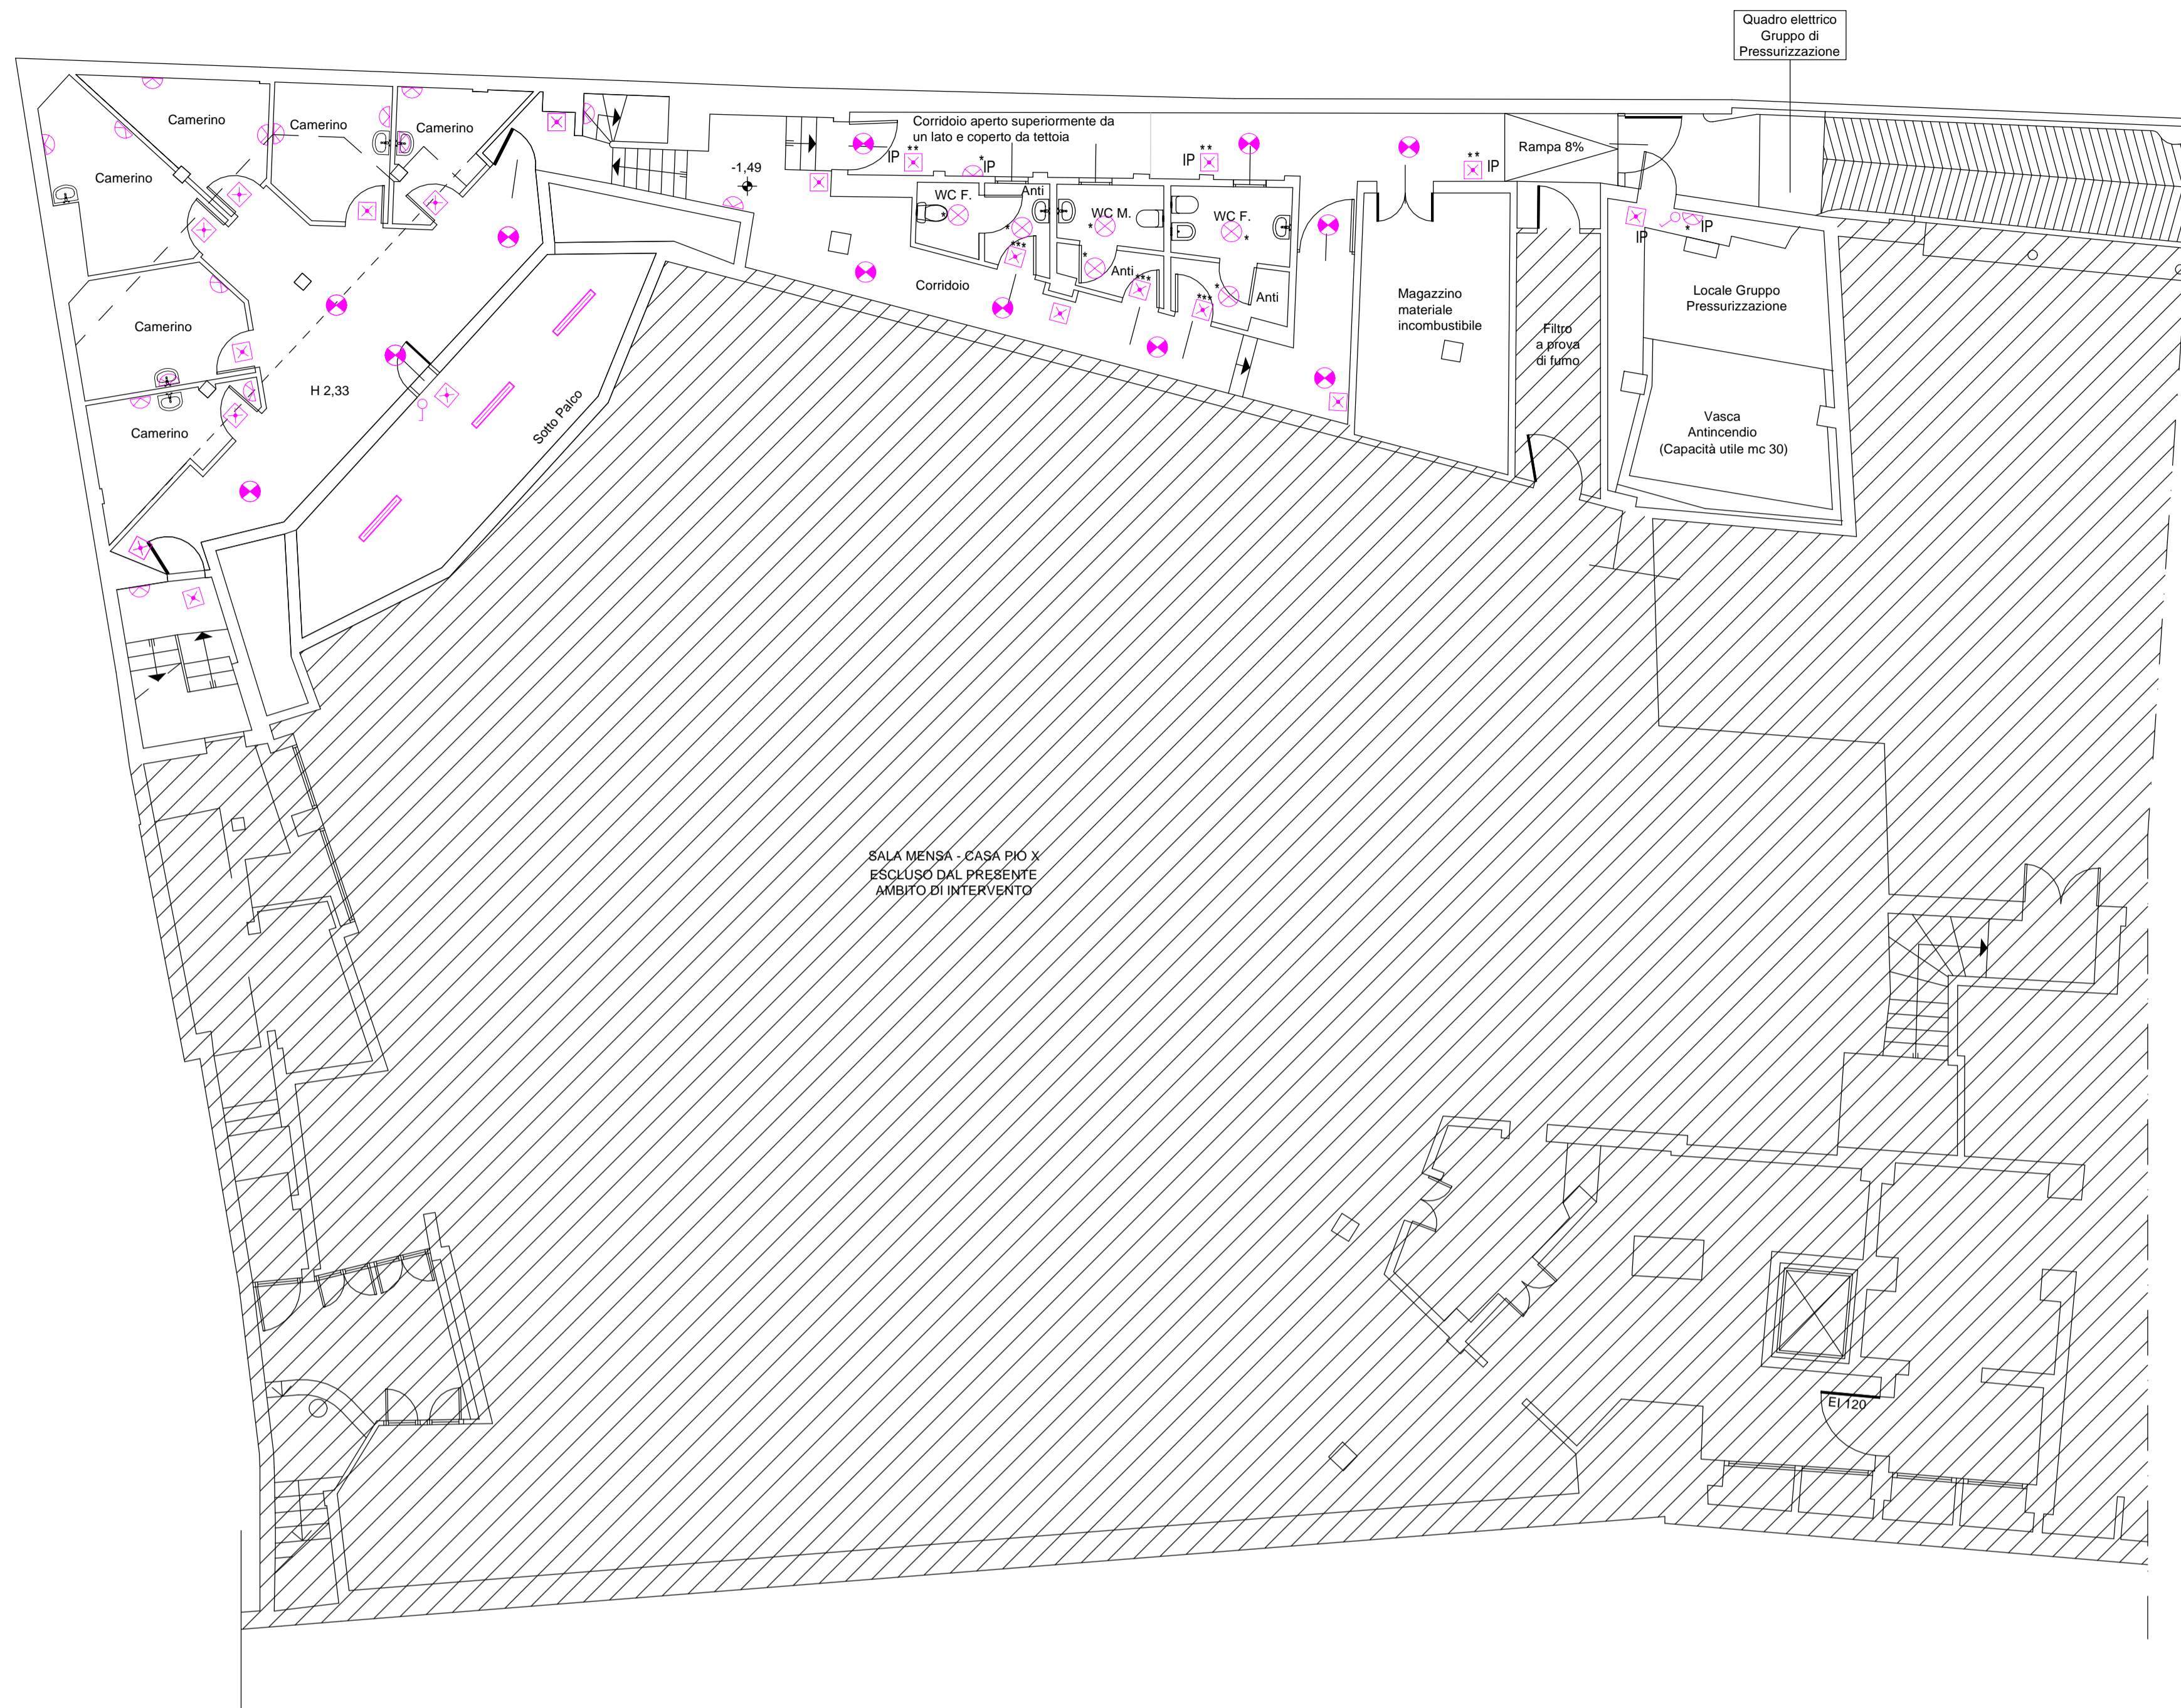 Quadro elettrico
Gruppo di
Pressurizzazione
Camerino
Camerino
Camerino
Camerino
Corridoio aperto superiormente da
un lato e coperto da tettoia
Rampa 8%
-1,49
IP
**
*
IP
IP
**
**
IP
WC F.
*
Anti
*
***
WC M.
*
*
Anti
***
WC F.
*
*
***
Anti
Corridoio
IP
*
IP
Magazzino
materiale
incombustibile
Filtro
a prova
di fumo
Locale Gruppo
Pressurizzazione
Vasca
Antincendio
(Capacità utile mc 30)
Camerino
H 2,33
Camerino
Sotto Palco
SALA MENSA - CASA PIO X
ESCLUSO DAL PRESENTE
AMBITO DI INTERVENTO
EI 120